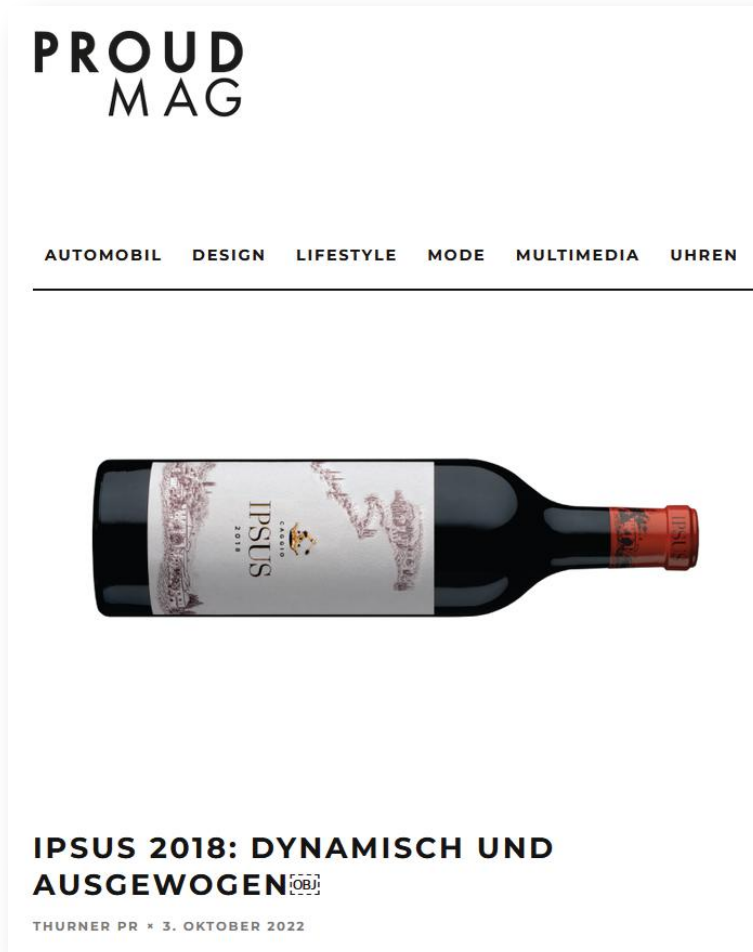 PROUD
MAG
AUTOMOBIL DESIGN LIFESTYLE MODE MULTIMEDIA UHREN
CAGGIO
IPSUS
2018
IPSUS
IPSUS 2018: DYNAMISCH UND
AUSGEWOGEN￼
THURNER PR × 3. OKTOBER 2022